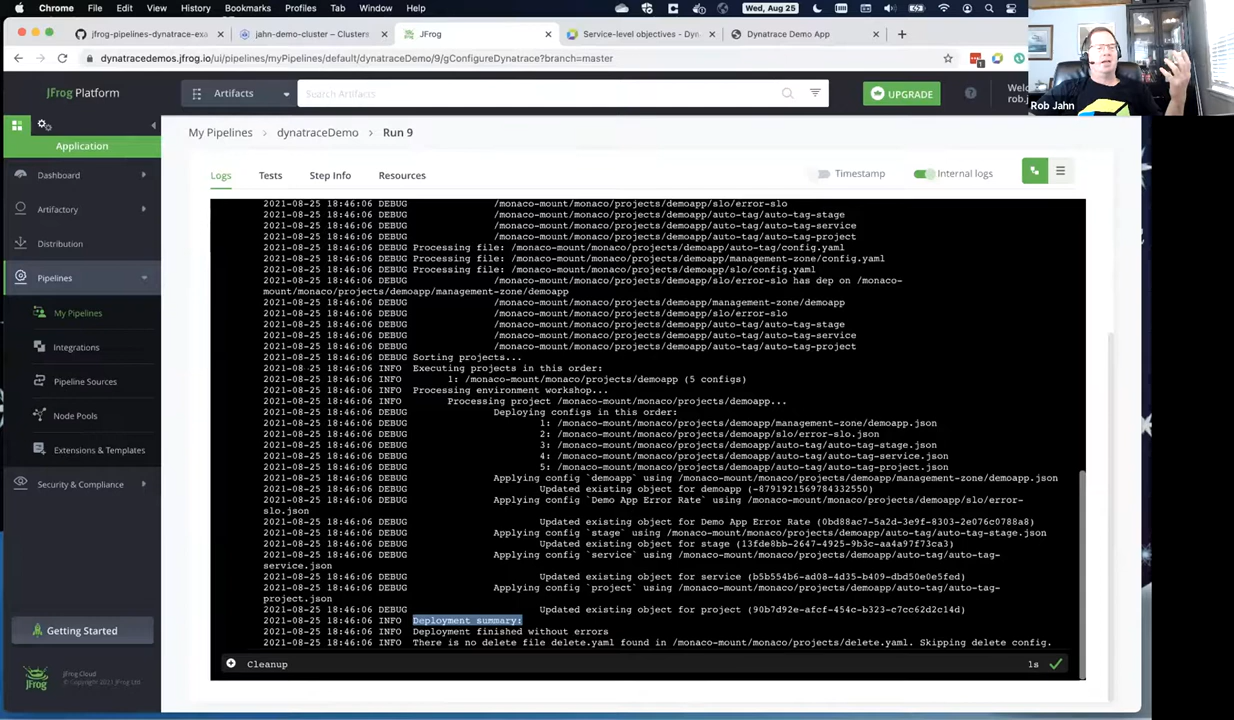 Chrome File Edit View History Bookmarks Profiles Tab Window Help Wed, Aug 25
jfrog-pipelines-dynatrace-exa
jahn-demo-cluster – Clusters
JFrog
Service-level objectives - Dyn
Dynatrace Demo App
dynatracedemos.jfrog.io/ui/pipelines/myPipelines/default/dynatraceDemo/9/gConfigureDynatrace?branch=master
Rob Jahn
JFrog Platform
Artifacts
Search Artifacts
UPGRADE
rob.j
Application
My Pipelines > dynatraceDemo > Run 9
Dashboard
Artifactory
Distribution
Pipelines
My Pipelines
Integrations
Pipeline Sources
Node Pools
Extensions & Templates
Security & Compliance
Getting Started
JFrog Cloud
Logs Tests Step Info Resources Timestamp Internal logs
2021-08-25 18:46:06 DEBUG /monaco-mount/monaco/projects/demoapp/slo/error-slo
2021-08-25 18:46:06 DEBUG /monaco-mount/monaco/projects/demoapp/auto-tag/auto-tag-stage
2021-08-25 18:46:06 DEBUG /monaco-mount/monaco/projects/demoapp/auto-tag/auto-tag-service
2021-08-25 18:46:06 DEBUG /monaco-mount/monaco/projects/demoapp/auto-tag/auto-tag-project
2021-08-25 18:46:06 DEBUG Processing file: /monaco-mount/monaco/projects/demoapp/auto-tag/config.yaml
2021-08-25 18:46:06 DEBUG Processing file: /monaco-mount/monaco/projects/demoapp/management-zone/config.yaml
2021-08-25 18:46:06 DEBUG Processing file: /monaco-mount/monaco/projects/demoapp/slo/config.yaml
2021-08-25 18:46:06 DEBUG /monaco-mount/monaco/projects/demoapp/slo/error-slo has dep on /monaco-
mount/monaco/projects/demoapp/management-zone/demoapp
2021-08-25 18:46:06 DEBUG /monaco-mount/monaco/projects/demoapp/management-zone/demoapp
2021-08-25 18:46:06 DEBUG /monaco-mount/monaco/projects/demoapp/slo/error-slo
2021-08-25 18:46:06 DEBUG /monaco-mount/monaco/projects/demoapp/auto-tag/auto-tag-stage
2021-08-25 18:46:06 DEBUG /monaco-mount/monaco/projects/demoapp/auto-tag/auto-tag-service
2021-08-25 18:46:06 DEBUG /monaco-mount/monaco/projects/demoapp/auto-tag/auto-tag-project
2021-08-25 18:46:06 DEBUG Sorting projects...
2021-08-25 18:46:06 INFO Executing projects in this order:
2021-08-25 18:46:06 INFO 1: /monaco-mount/monaco/projects/demoapp (5 configs)
2021-08-25 18:46:06 INFO Processing environment workshop...
2021-08-25 18:46:06 INFO Processing project /monaco-mount/monaco/projects/demoapp...
2021-08-25 18:46:06 DEBUG Deploying configs in this order:
2021-08-25 18:46:06 DEBUG 1: /monaco-mount/monaco/projects/demoapp/management-zone/demoapp.json
2021-08-25 18:46:06 DEBUG 2: /monaco-mount/monaco/projects/demoapp/slo/error-slo.json
2021-08-25 18:46:06 DEBUG 3: /monaco-mount/monaco/projects/demoapp/auto-tag/auto-tag-stage.json
2021-08-25 18:46:06 DEBUG 4: /monaco-mount/monaco/projects/demoapp/auto-tag/auto-tag-service.json
2021-08-25 18:46:06 DEBUG 5: /monaco-mount/monaco/projects/demoapp/auto-tag/auto-tag-project.json
2021-08-25 18:46:06 DEBUG Applying config `demoapp` using /monaco-mount/monaco/projects/demoapp/management-zone/demoapp.json
2021-08-25 18:46:06 DEBUG Updated existing object for demoapp (-8791921569784332550)
2021-08-25 18:46:06 DEBUG Applying config `Demo App Error Rate` using /monaco-mount/monaco/projects/demoapp/slo/error-
slo.json
2021-08-25 18:46:06 DEBUG Updated existing object for Demo App Error Rate (0bd88ac7-5a2d-3e9f-8303-2e076c0788a8)
2021-08-25 18:46:06 DEBUG Applying config `stage` using /monaco-mount/monaco/projects/demoapp/auto-tag/auto-tag-stage.json
2021-08-25 18:46:06 DEBUG Updated existing object for stage (13fde8bb-2647-4925-9b3c-aa4a97f73ca3)
2021-08-25 18:46:06 DEBUG Applying config `service` using /monaco-mount/monaco/projects/demoapp/auto-tag/auto-tag-
service.json
2021-08-25 18:46:06 DEBUG Updated existing object for service (b5b554b6-ad08-4d35-b409-dbd50e0e5fed)
2021-08-25 18:46:06 DEBUG Applying config `project` using /monaco-mount/monaco/projects/demoapp/auto-tag/auto-tag-
project.json
2021-08-25 18:46:06 DEBUG Updated existing object for project (90b7d92e-afcf-454c-b323-c7cc62d2c14d)
2021-08-25 18:46:06 INFO Deployment summary:
2021-08-25 18:46:06 INFO Deployment finished without errors
2021-08-25 18:46:06 INFO There is no delete file delete.yaml found in /monaco-mount/monaco/projects/delete.yaml. Skipping delete config.
Cleanup 1s